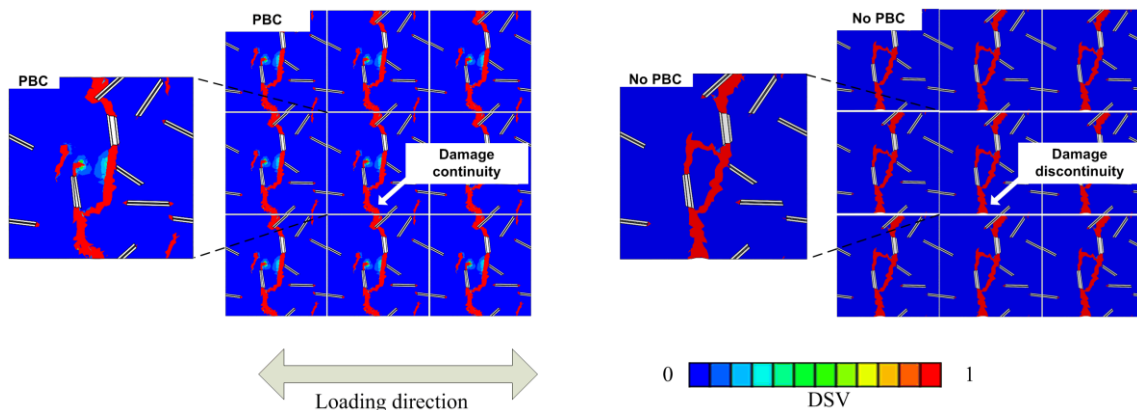 PBC
PBC
Damage
continuity
No PBC
No PBC
Damage
discontinuity
Loading direction
0
1
DSV